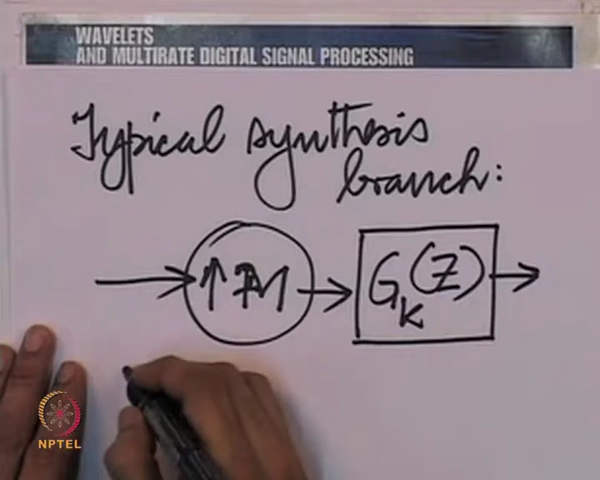 WAVELETS
AND MULTIRATE DIGITAL SIGNAL PROCESSING
Typical synthesis
branch:
↑ M G_k(Z)
NPTEL